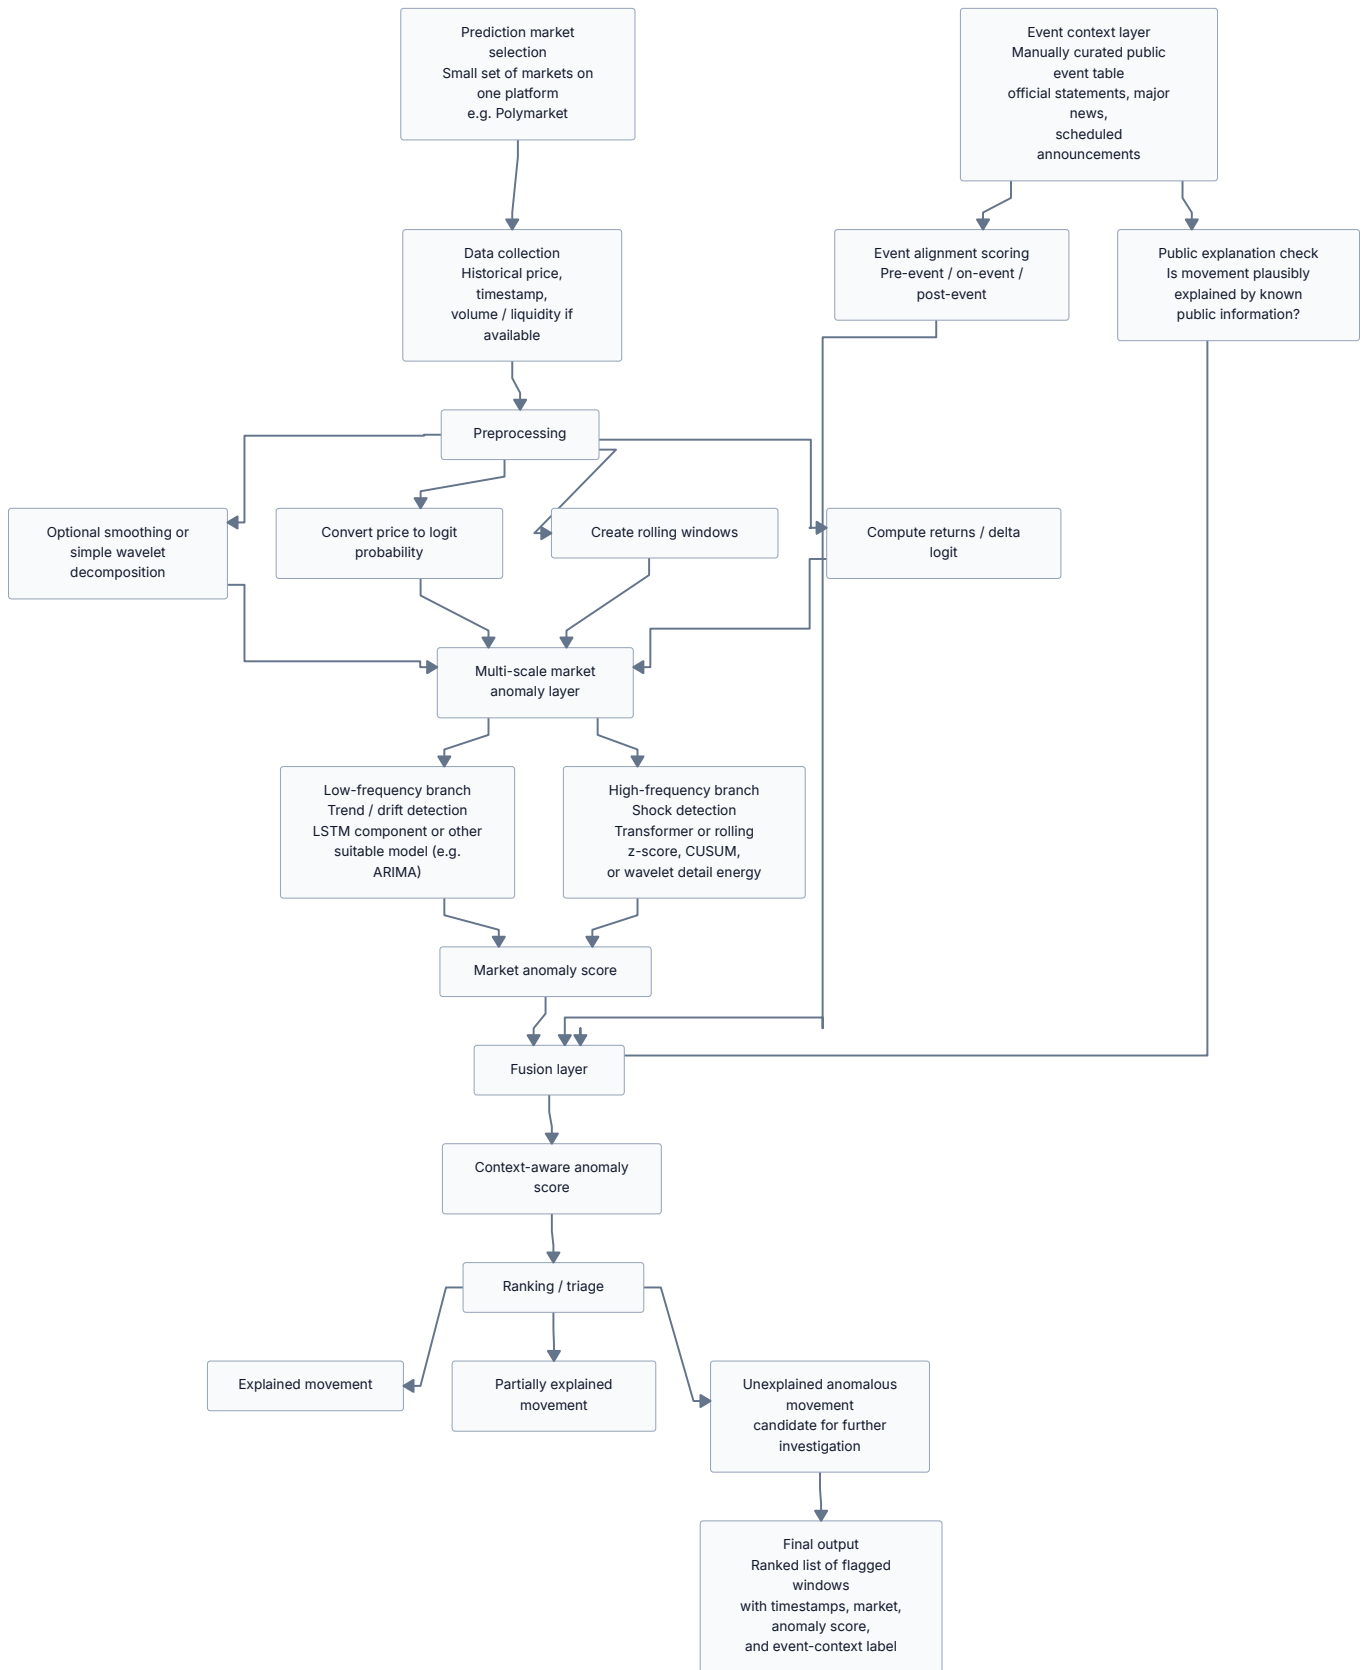 Prediction market
selection
Small set of markets on
one platform
e.g. Polymarket
Event context layer
Manually curated public
event table
official statements, major
news,
scheduled
announcements
Data collection
Historical price,
timestamp,
volume / liquidity if
available
Event alignment scoring
Pre-event / on-event /
post-event
Public explanation check
Is movement plausibly
explained by known
public information?
Preprocessing
Optional smoothing or
simple wavelet
decomposition
Convert price to logit
probability
Create rolling windows
Compute returns / delta
logit
Multi-scale market
anomaly layer
Low-frequency branch
Trend / drift detection
LSTM component or other
suitable model (e.g.
ARIMA)
High-frequency branch
Shock detection
Transformer or rolling
z-score, CUSUM,
or wavelet detail energy
Market anomaly score
Fusion layer
Context-aware anomaly
score
Ranking / triage
Explained movement
Partially explained
movement
Unexplained anomalous
movement
candidate for further
investigation
Final output
Ranked list of flagged
windows
with timestamps, market,
anomaly score,
and event-context label